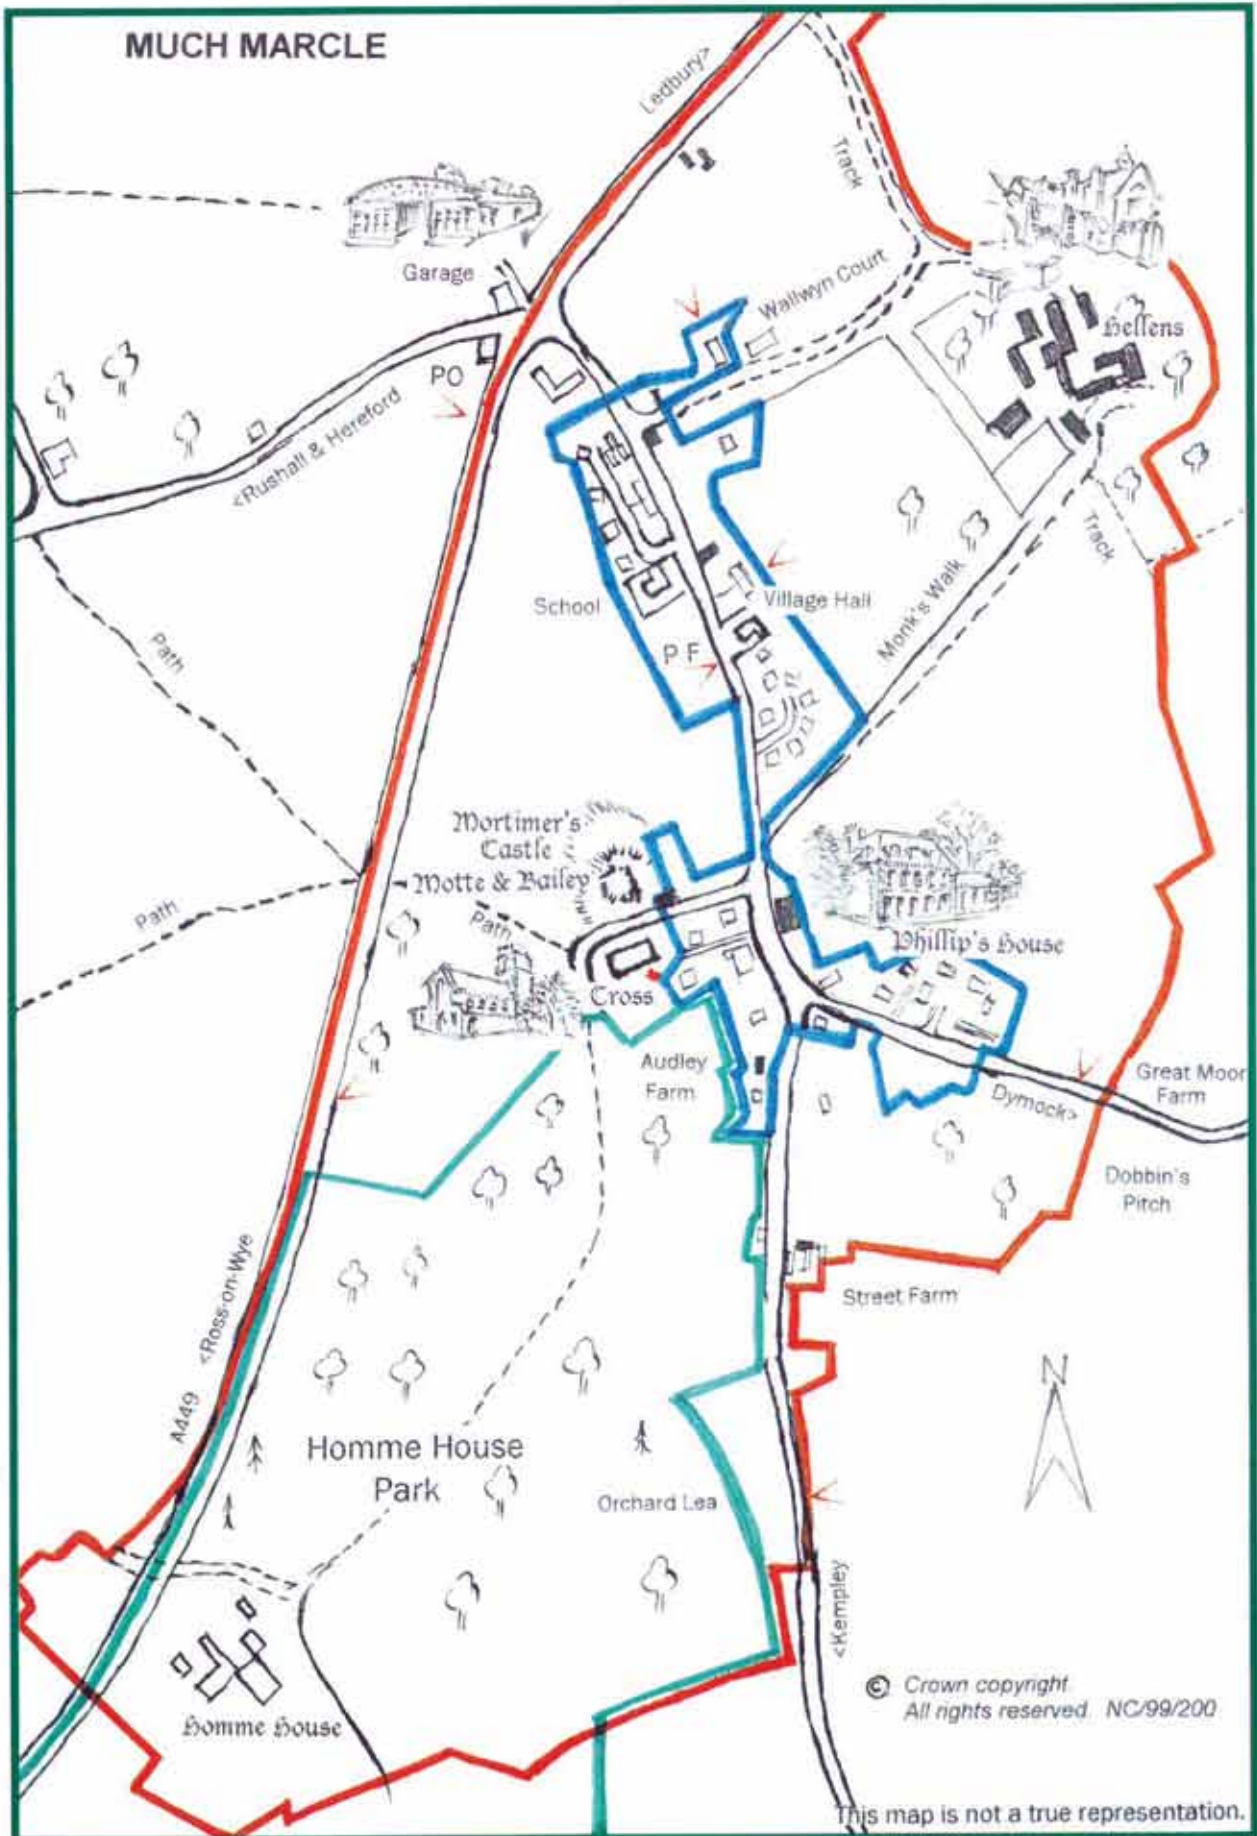 MUCH MARCLE
Ledbury>
Track
Garage
Wallwyn Court
Hellens
PO
<Rushall & Hereford
Track
School
Village Hall
Monk's Walk
Path
P F
Mortimer's
Castle
Motte & Bailey
Path
Path
Phillip's House
Cross
Audley
Farm
Great Moor
Farm
Dymock>
Dobbin's
Pitch
<Ross-on-Wye
Street Farm
A449
N
Homme House
Park
Orchard Lea
<Kempley
© Crown copyright.
All rights reserved. NC/99/200
Homme House
This map is not a true representation.